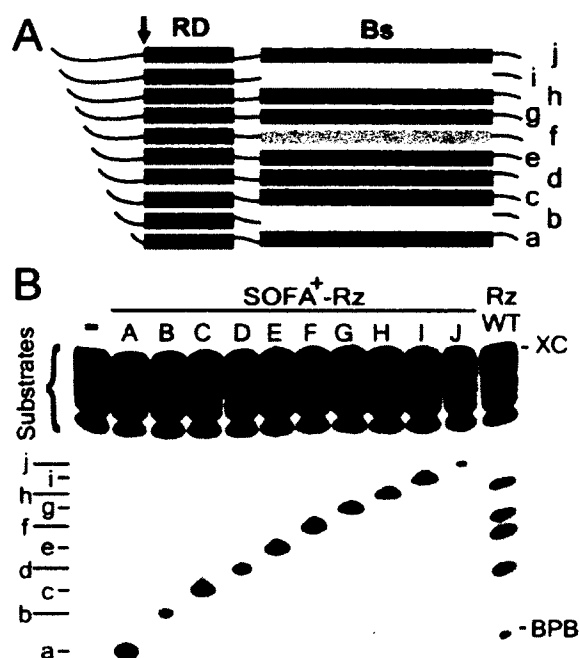 A
RD
Bs
j
i
h
g
f
e
d
c
b
a
B
SOFA+-Rz
Rz
- A B C D E F G H I J WT
- XC
Substrates
j
i
h
g
f
e
d
c
b
a
- BPB